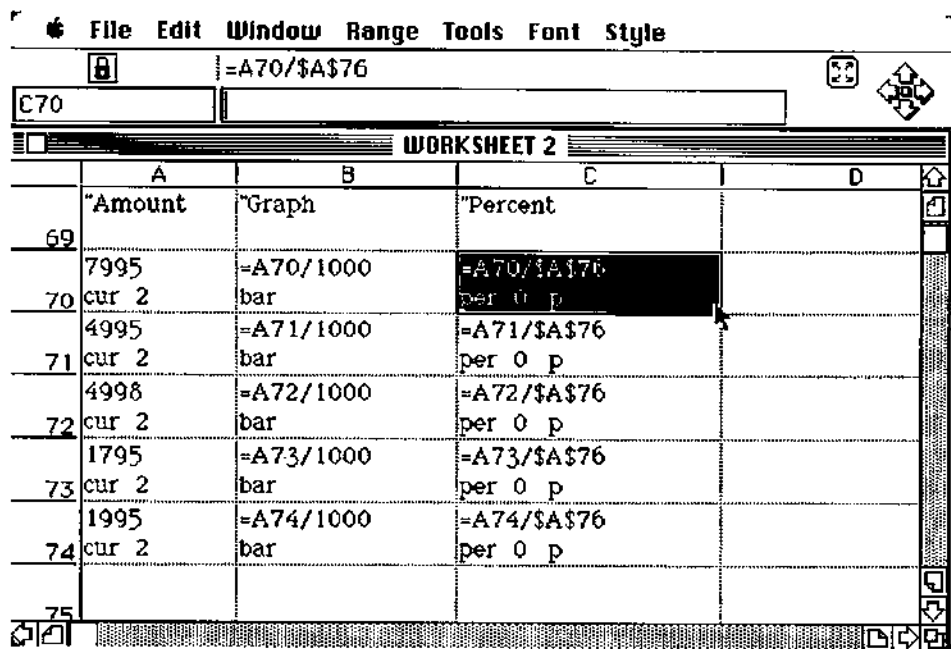 File Edit Window Range Tools Font Style
=A70/$A$76
C70
WORKSHEET 2
A B C D
"Amount "Graph "Percent
69
7995 =A70/1000 =A70/$A$76
70 cur 2 bar per 0 p
4995 =A71/1000 =A71/$A$76
71 cur 2 bar per 0 p
4998 =A72/1000 =A72/$A$76
72 cur 2 bar per 0 p
1795 =A73/1000 =A73/$A$76
73 cur 2 bar per 0 p
1995 =A74/1000 =A74/$A$76
74 cur 2 bar per 0 p
75